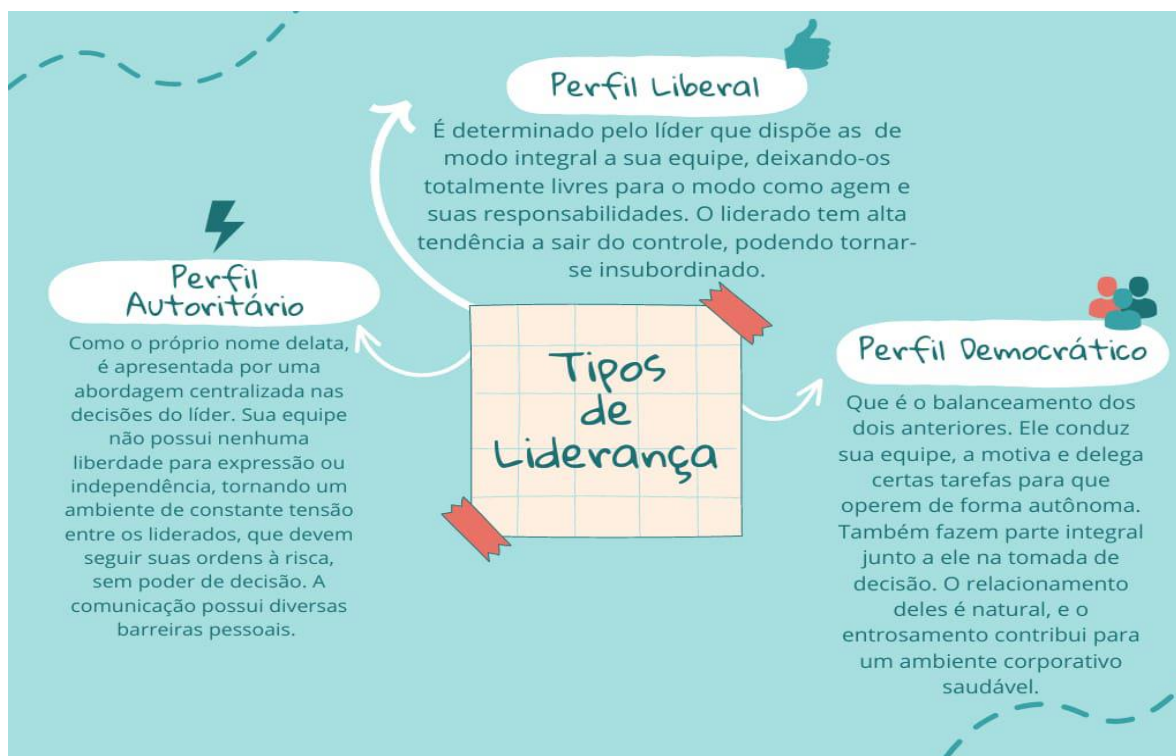 Perfil Liberal
É determinado pelo líder que dispõe as de
modo integral a sua equipe, deixando-os
totalmente livres para o modo como agem e
suas responsabilidades. O liderado tem alta
tendência a sair do controle, podendo tornar-
se insubordinado.
Perfil
Autoritário
Como o próprio nome delata,
é apresentada por uma
abordagem centralizada nas
decisões do líder. Sua equipe
não possui nenhuma
liberdade para expressão ou
independência, tornando um
ambiente de constante tensão
entre os liderados, que devem
seguir suas ordens à risca,
sem poder de decisão. A
comunicação possui diversas
barreiras pessoais.
Tipos
de
Liderança
Perfil Democrático
Que é o balanceamento dos
dois anteriores. Ele conduz
sua equipe, a motiva e delega
certas tarefas para que
operem de forma autônoma.
Também fazem parte integral
junto a ele na tomada de
decisão. O relacionamento
deles é natural, e o
entrosamento contribui para
um ambiente corporativo
saudável.